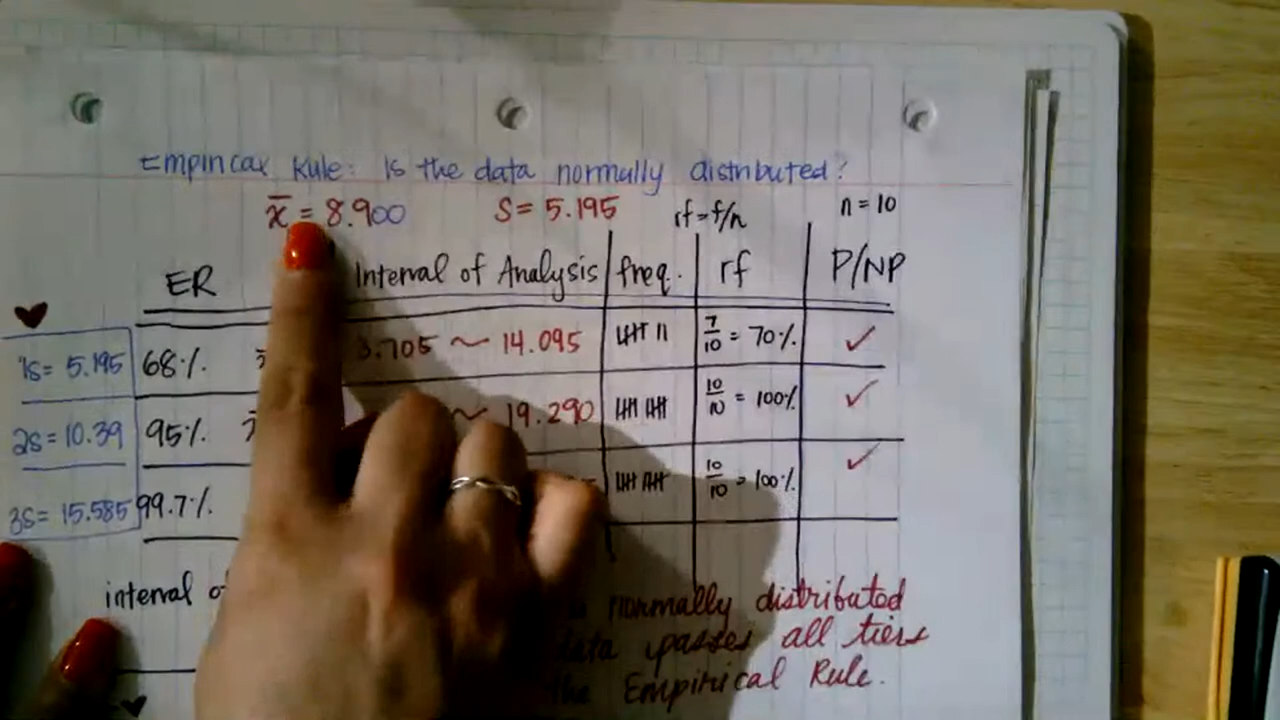 Empirical Rule: Is the data normally distributed?
x̄ = 8.900 S = 5.195 rf = f/n n = 10
ER Interval of Analysis freq. rf P/NP
1s = 5.195 68% 3.705 ~ 14.095 𝍸 || 7/10 = 70% ✓
2s = 10.39 95% ~ 19.290 𝍸 𝍸 10/10 = 100% ✓
3s = 15.585 99.7% 𝍸 𝍸 10/10 = 100% ✓
interval normally distributed
data passes all tiers
the Empirical Rule.